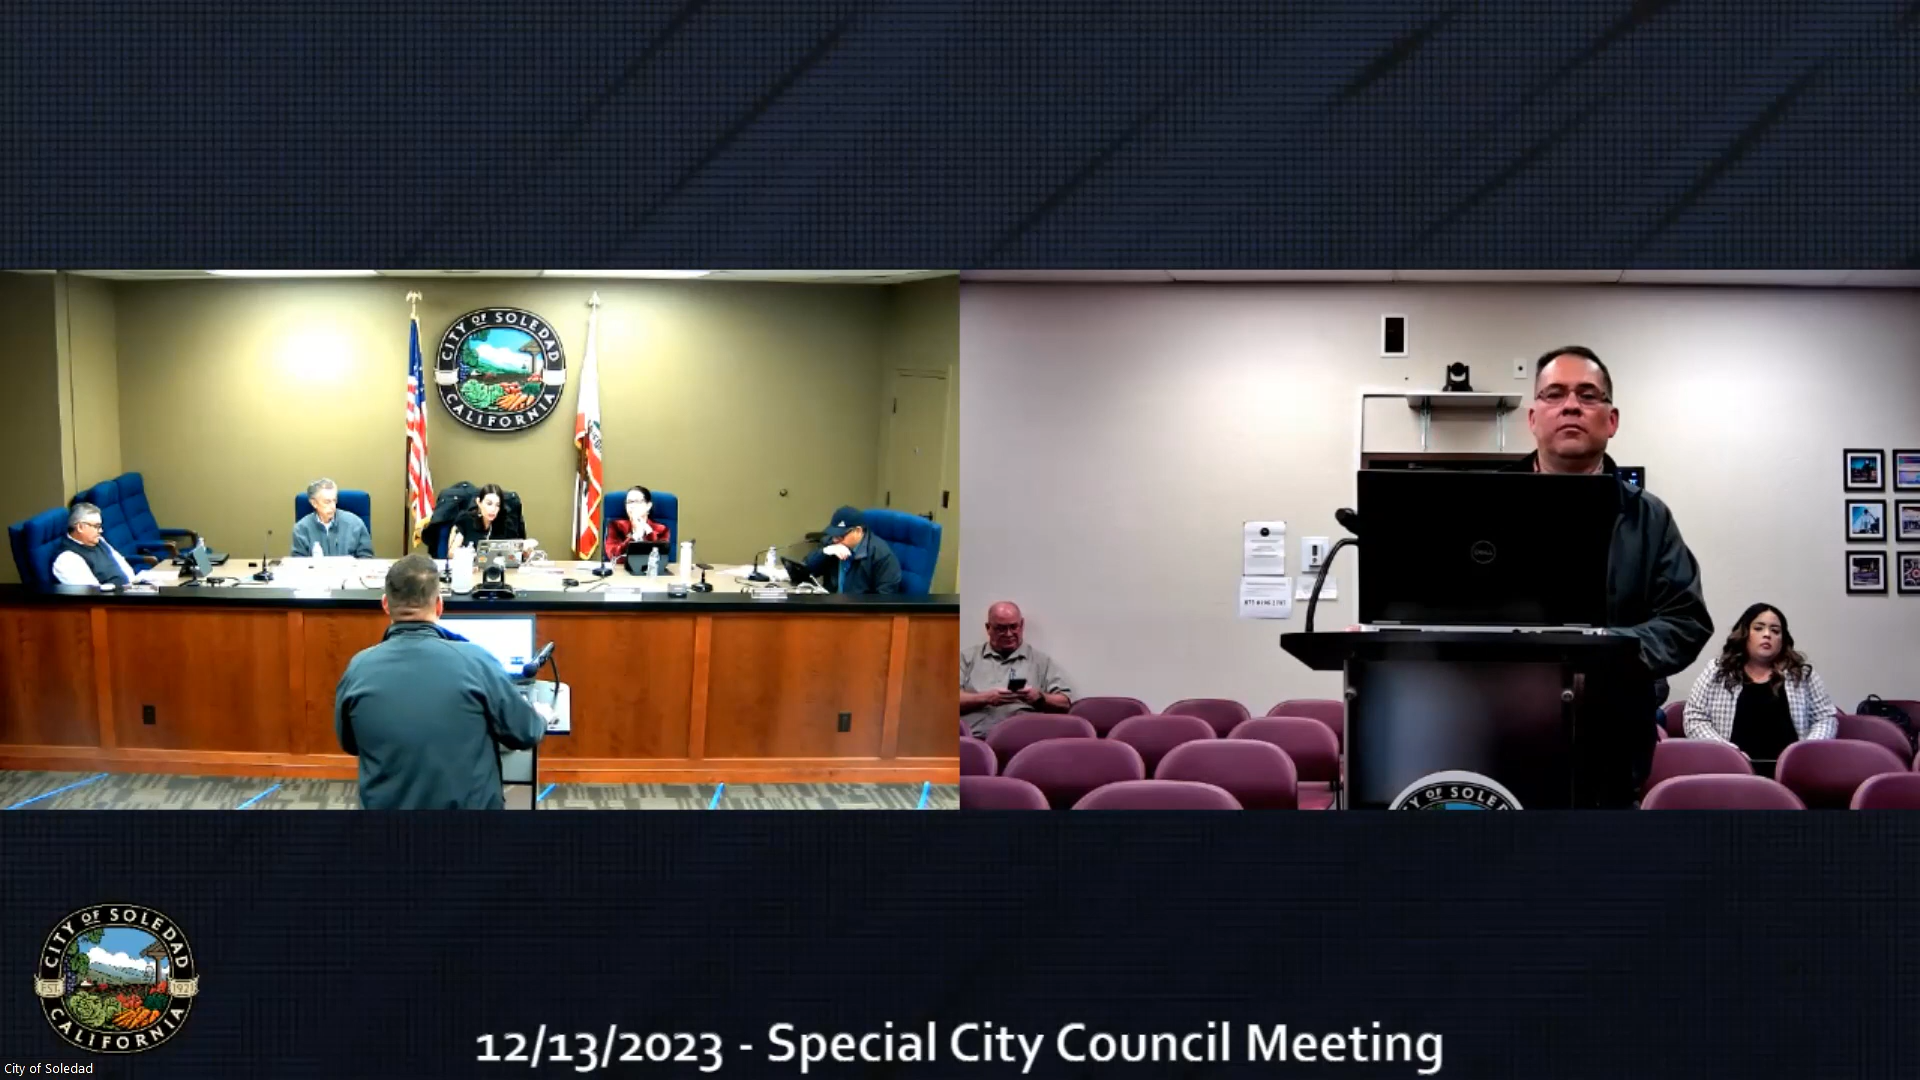 CITY OF SOLEDAD
CALIFORNIA
DELL
CITY OF SOLEDAD
EST. 1921
CALIFORNIA
12/13/2023 - Special City Council Meeting
City of Soledad